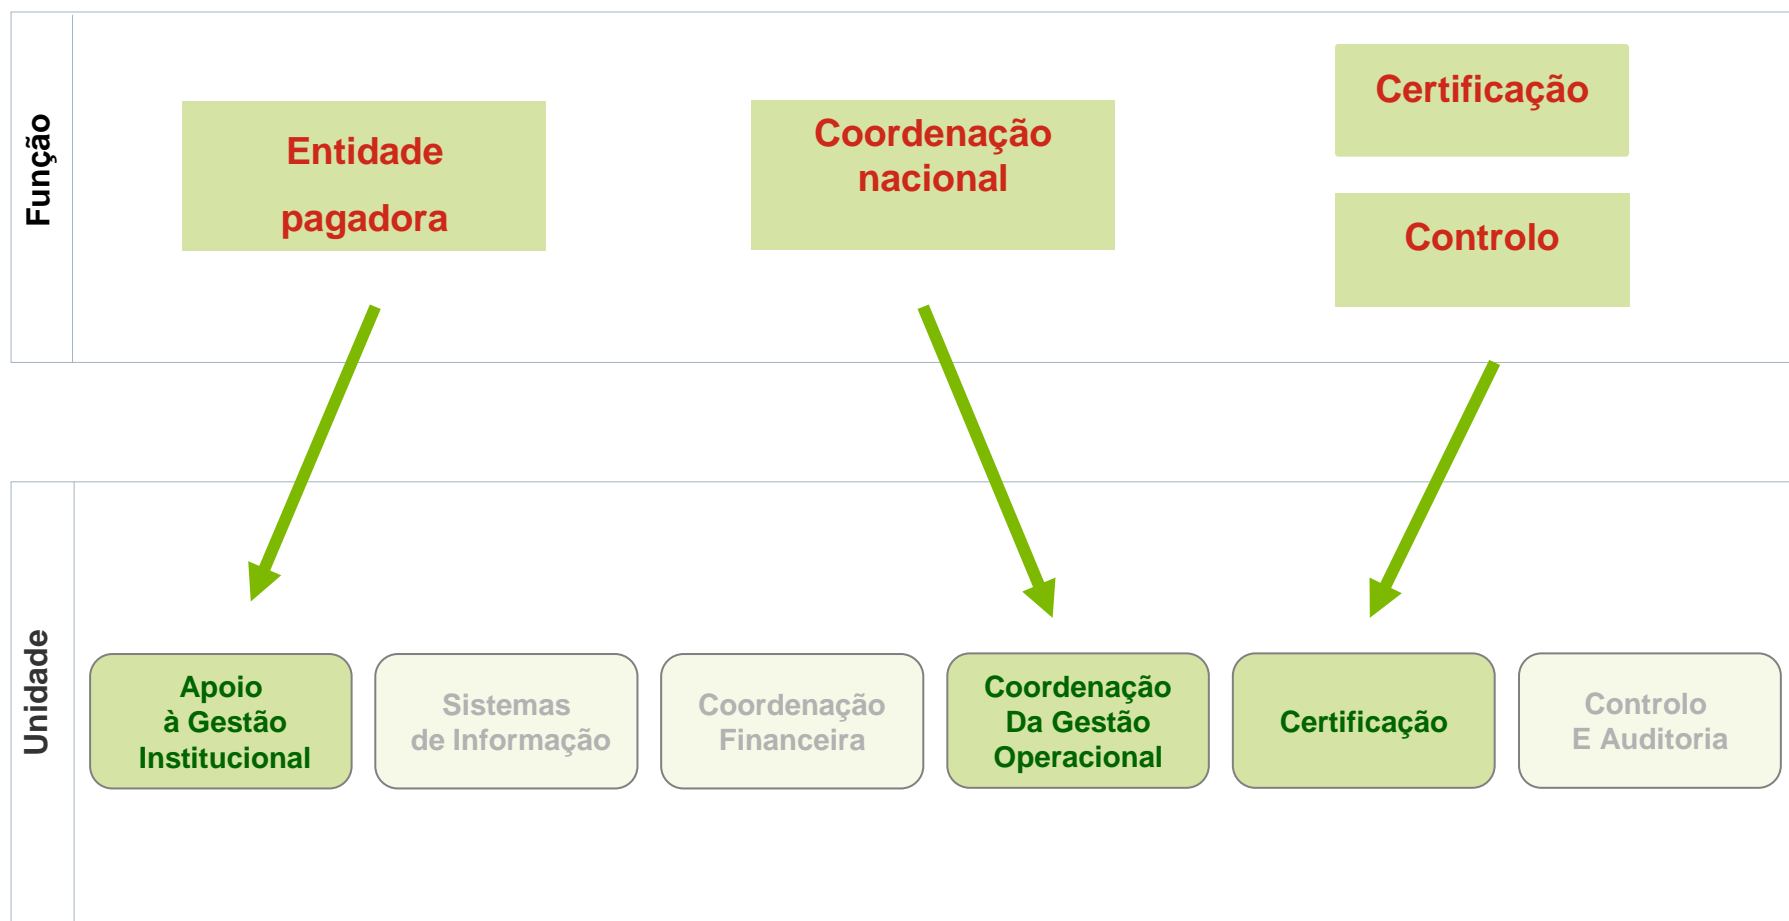 Função
Entidade
pagadora
Coordenação
nacional
Certificação
Controlo
Unidade
Apoio
à Gestão
Institucional
Sistemas
de Informação
Coordenação
Financeira
Coordenação
Da Gestão
Operacional
Certificação
Controlo
E Auditoria